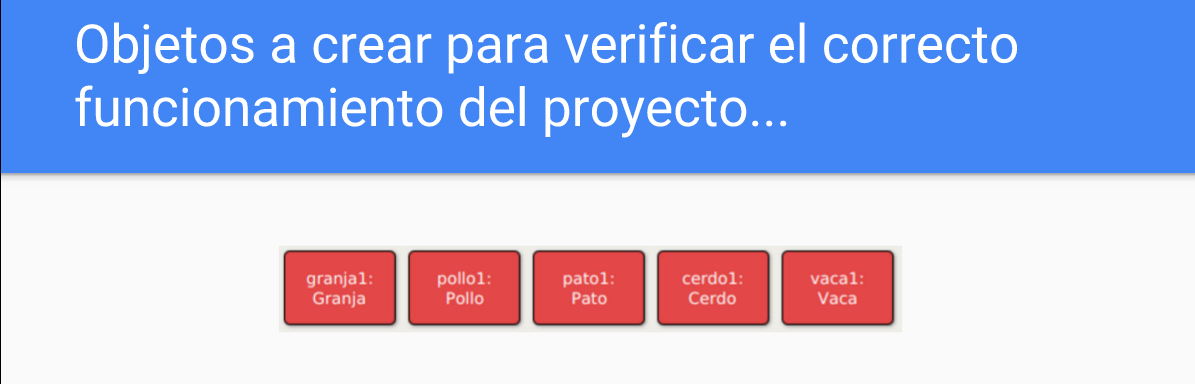 Objetos a crear para verificar el correcto
funcionamiento del proyecto...
granja1:
Granja
pollo1:
Pollo
pato1:
Pato
cerdo1:
Cerdo
vaca1:
Vaca